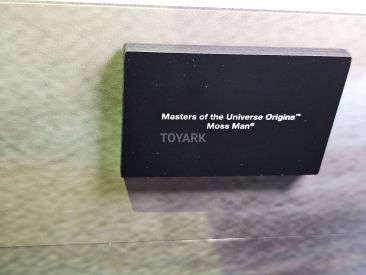 Masters of the Universe Origins™
Moss Man®
TOYARK